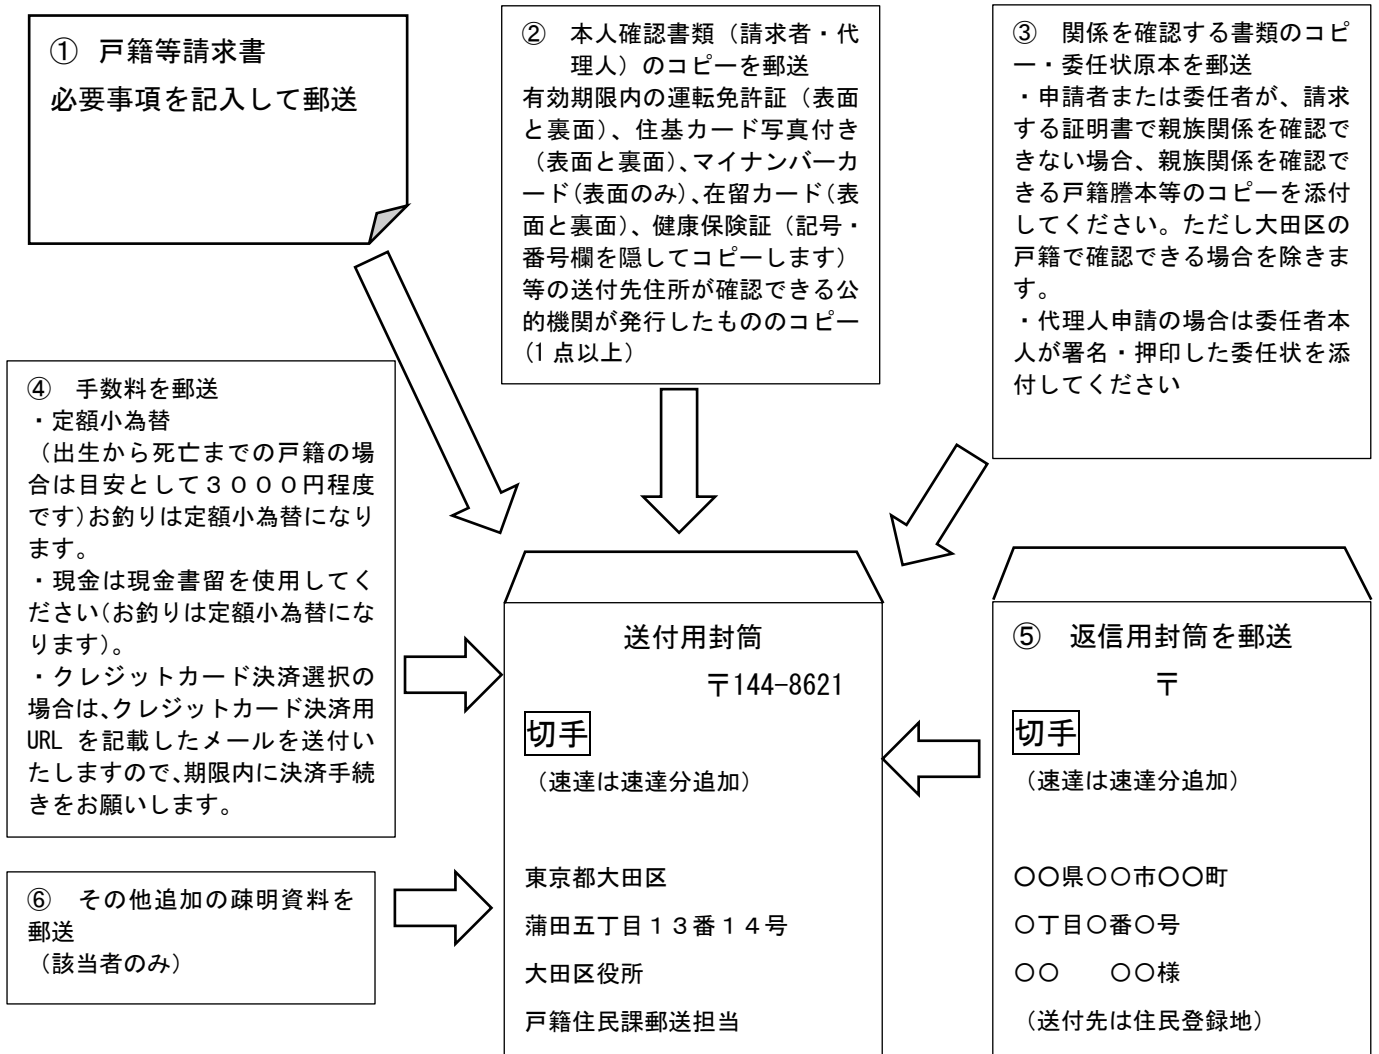 ① 戸籍等請求書
必要事項を記入して郵送
② 本人確認書類（請求者・代
理人）のコピーを郵送
有効期限内の運転免許証（表面
と裏面）、住基カード写真付き
（表面と裏面）、マイナンバーカ
ード（表面のみ）、在留カード（表
面と裏面）、健康保険証（記号・
番号欄を隠してコピーします）
等の送付先住所が確認できる公
的機関が発行したもののコピー
（1点以上）
③ 関係を確認する書類のコピ
ー・委任状原本を郵送
・申請者または委任者が、請求
する証明書で親族関係を確認で
きない場合、親族関係を確認で
きる戸籍謄本等のコピーを添付
してください。ただし大田区の
戸籍で確認できる場合を除きま
す。
・代理人申請の場合は委任者本
人が署名・押印した委任状を添
付してください
④ 手数料を郵送
・定額小為替
（出生から死亡までの戸籍の場
合は目安として３０００円程度
です）お釣りは定額小為替になり
ます。
・現金は現金書留を使用してく
ださい（お釣りは定額小為替にな
ります）。
・クレジットカード決済選択の
場合は、クレジットカード決済用
URL を記載したメールを送付い
たしますので、期限内に決済手続
きをお願いします。
送付用封筒
〒144-8621
切手
（速達は速達分追加）
東京都大田区
蒲田五丁目１３番１４号
大田区役所
戸籍住民課郵送担当
⑤ 返信用封筒を郵送
〒
切手
（速達は速達分追加）
〇〇県〇〇市〇〇町
〇丁目〇番〇号
〇〇 〇〇様
（送付先は住民登録地）
⑥ その他追加の疎明資料を
郵送
（該当者のみ）